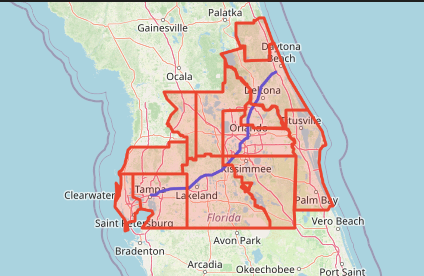 Palatka
Gainesville
Daytona
Beach
Ocala
Deltona
Orlando
Titusville
Kissimmee
Clearwater
Tampa
Lakeland
Palm Bay
Saint Petersburg
Florida
Vero Beach
Avon Park
Bradenton
Arcadia
Okeechobee
Port Saint